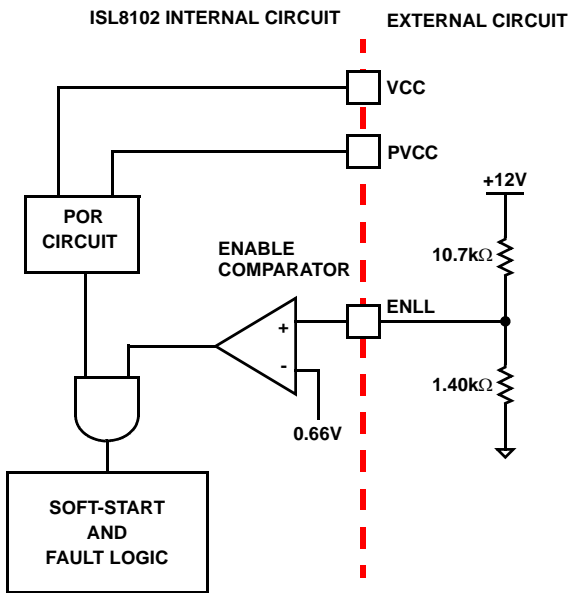 ISL8102 INTERNAL CIRCUIT
EXTERNAL CIRCUIT
VCC
PVCC
+12V
POR
CIRCUIT
10.7kΩ
ENABLE
COMPARATOR
ENLL
+
-
1.40kΩ
0.66V
SOFT-START
AND
FAULT LOGIC